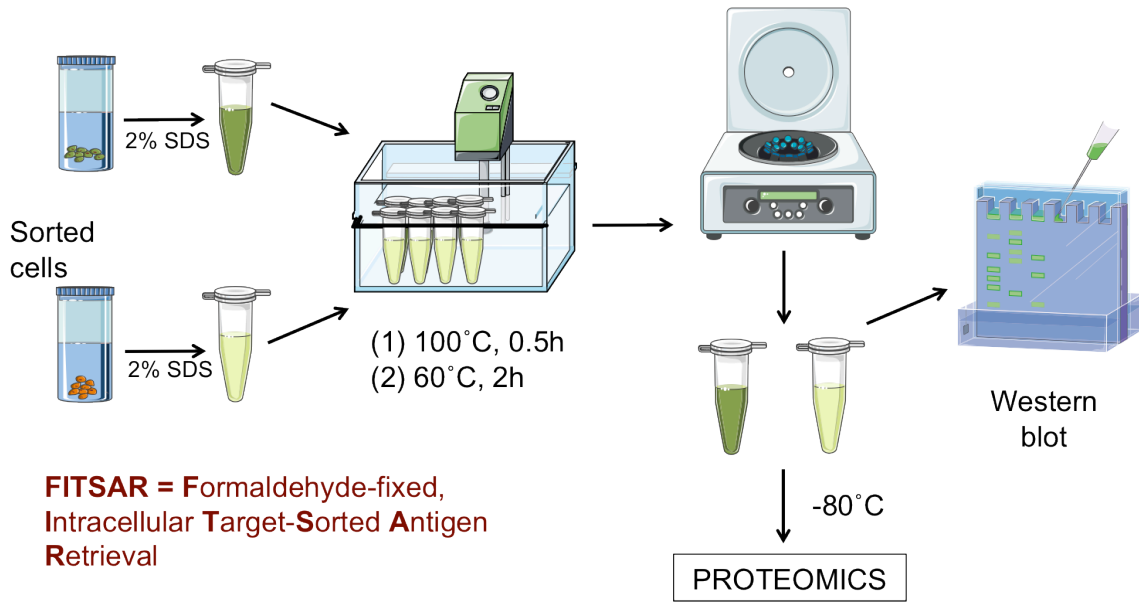 2% SDS
Sorted
cells
2% SDS
(1) 100˚C, 0.5h
(2) 60˚C, 2h
Western
blot
FITSAR = Formaldehyde-fixed,
Intracellular Target-Sorted Antigen
Retrieval
-80˚C
PROTEOMICS